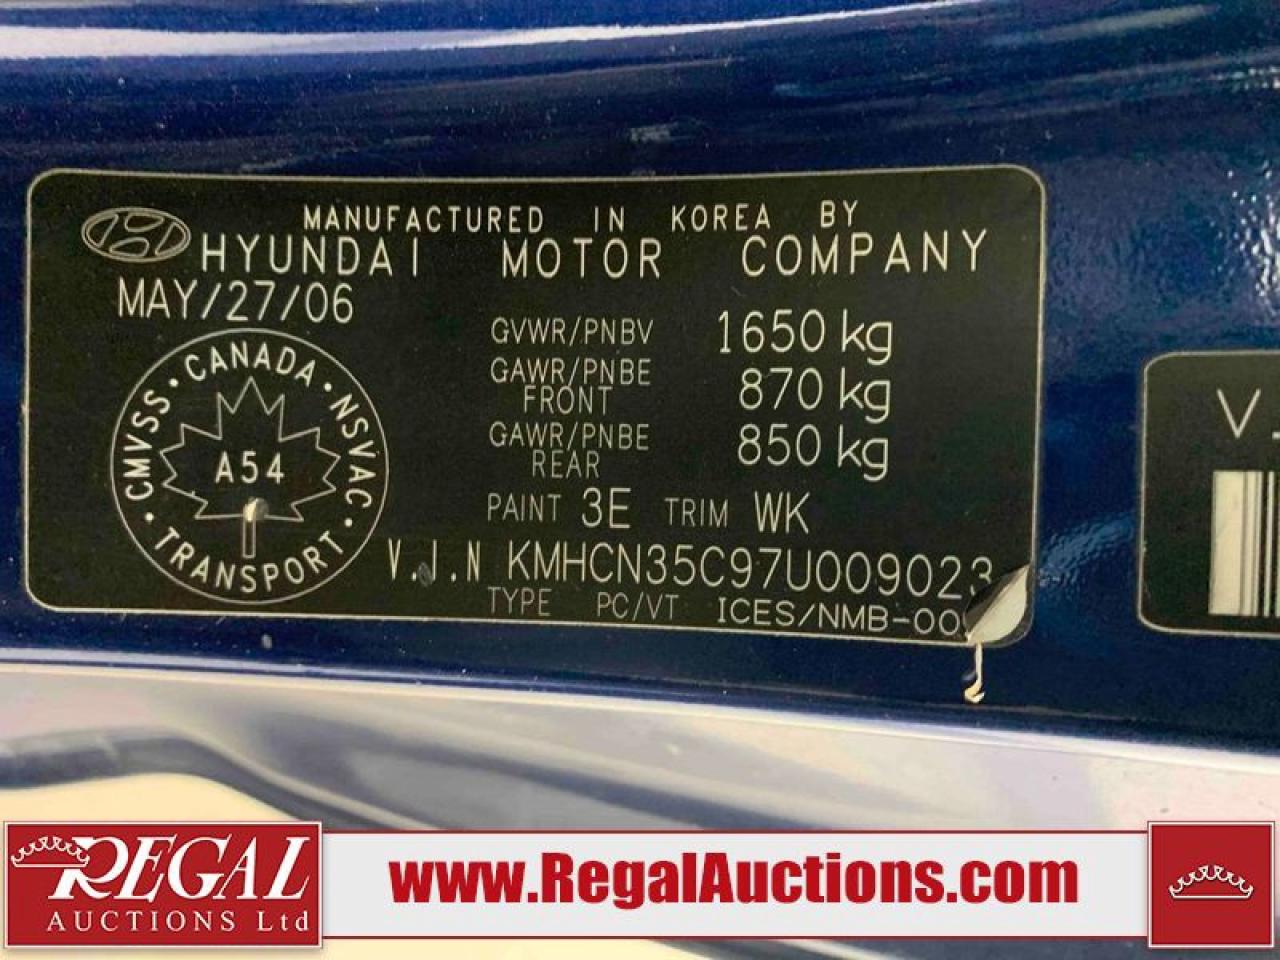 MANUFACTURED IN KOREA BY
HYUNDAI MOTOR COMPANY
MAY/27/06
GVWR/PNBV 1650 kg
GAWR/PNBE FRONT 870 kg
GAWR/PNBE REAR 850 kg
PAINT 3E TRIM WK
V.I.N KMHCN35C97U009023
TYPE PC/VT ICES/NMB-00
CANADA · NSVAC · TRANSPORT · CMVSS ·
A54
V
REGAL
AUCTIONS Ltd
www.RegalAuctions.com